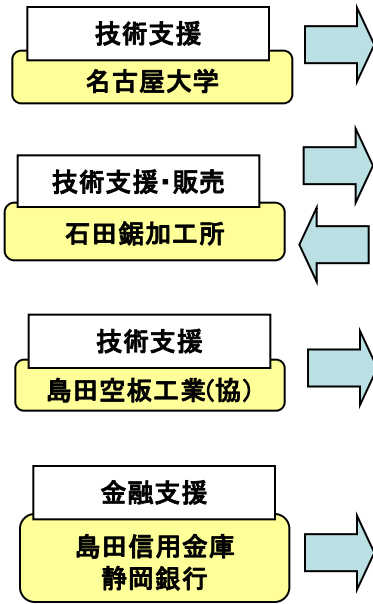 技術支援
名古屋大学
技術支援・販売
石田鋸加工所
技術支援
島田空板工業(協)
金融支援
島田信用金庫
静岡銀行